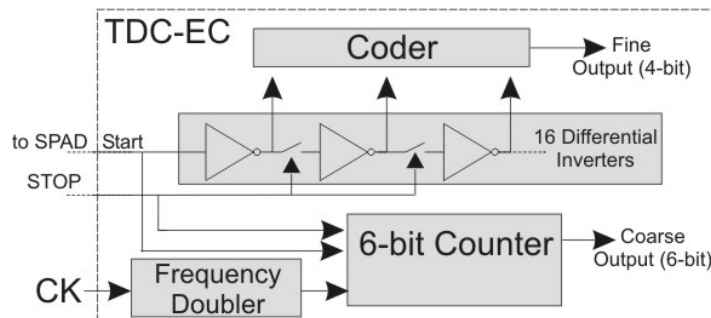 TDC-EC
Coder
Fine
Output (4-bit)
to SPAD
Start
16 Differential
Inverters
STOP
6-bit Counter
Coarse
Output (6-bit)
CK
Frequency
Doubler